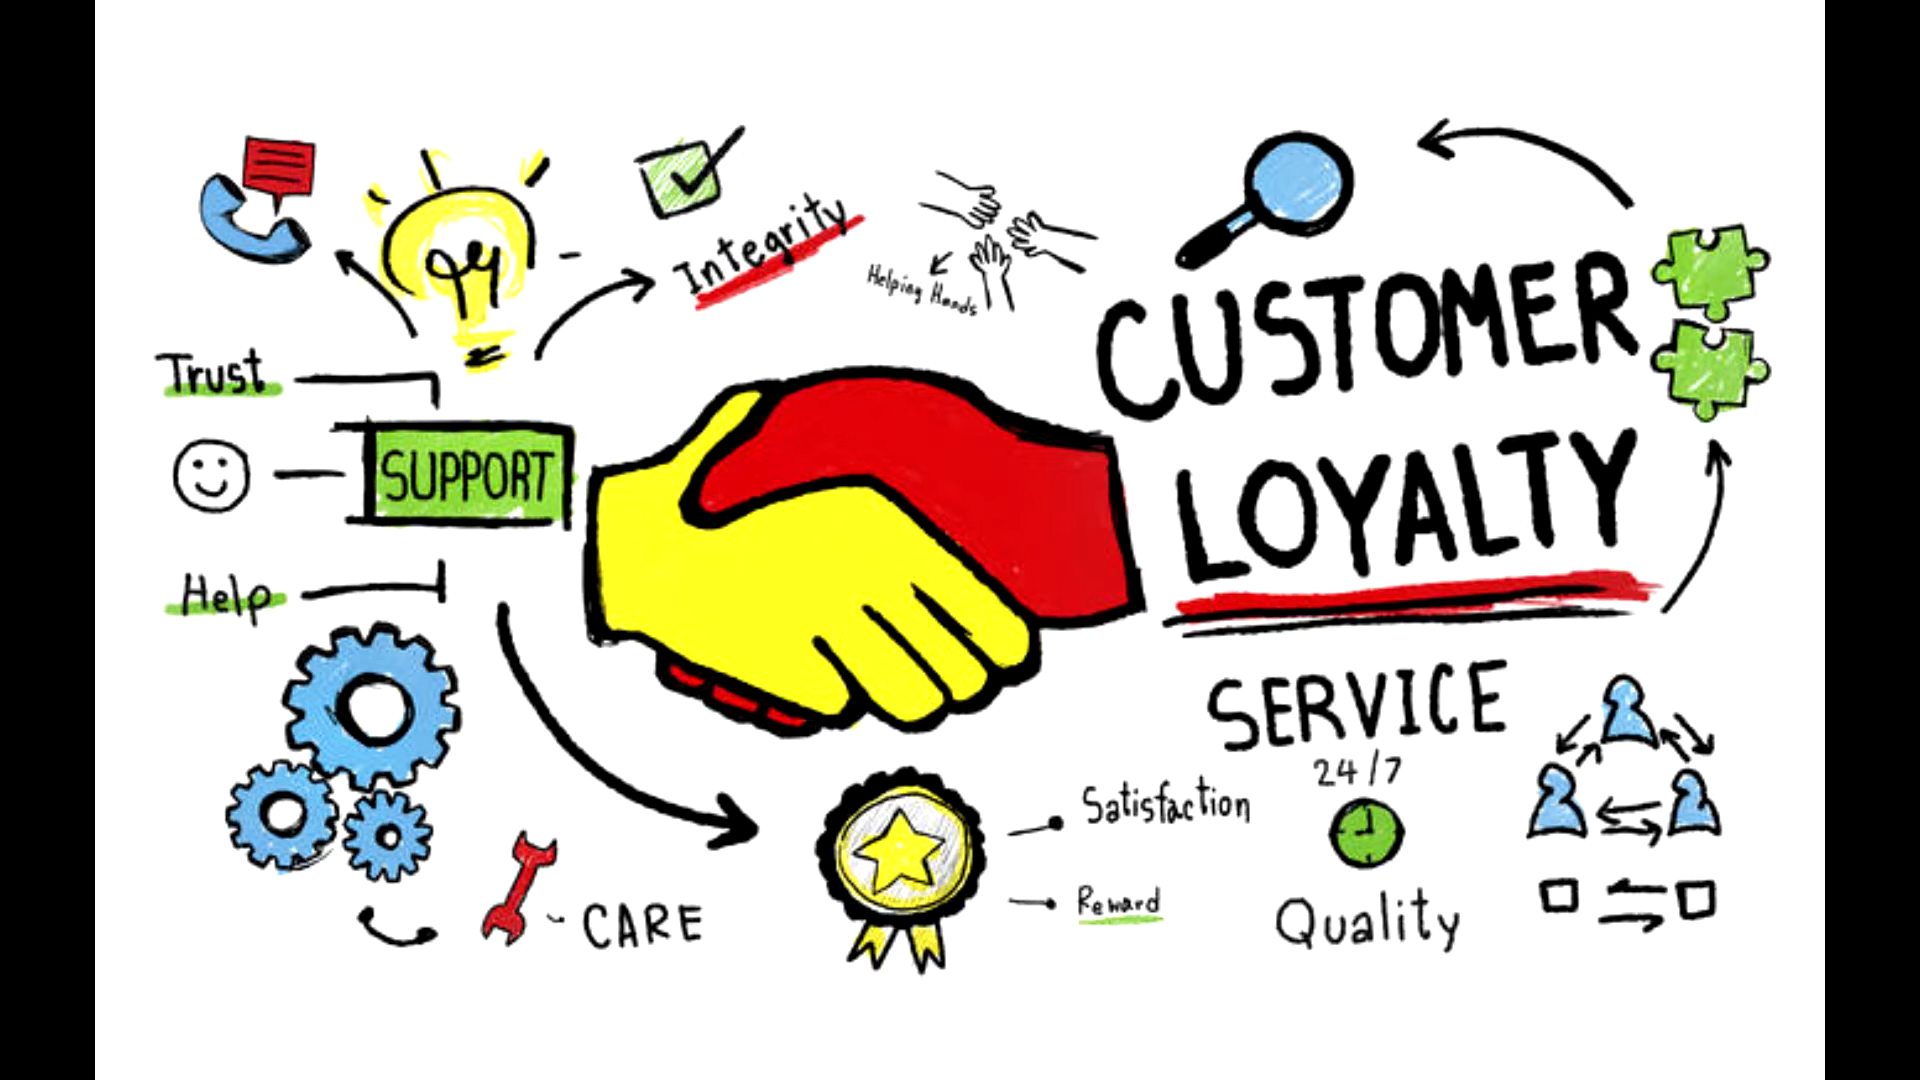 Integrity
Helping Hands
CUSTOMER
LOYALTY
Trust
SUPPORT
Help
SERVICE
24/7
Satisfaction
Reward
CARE
Quality